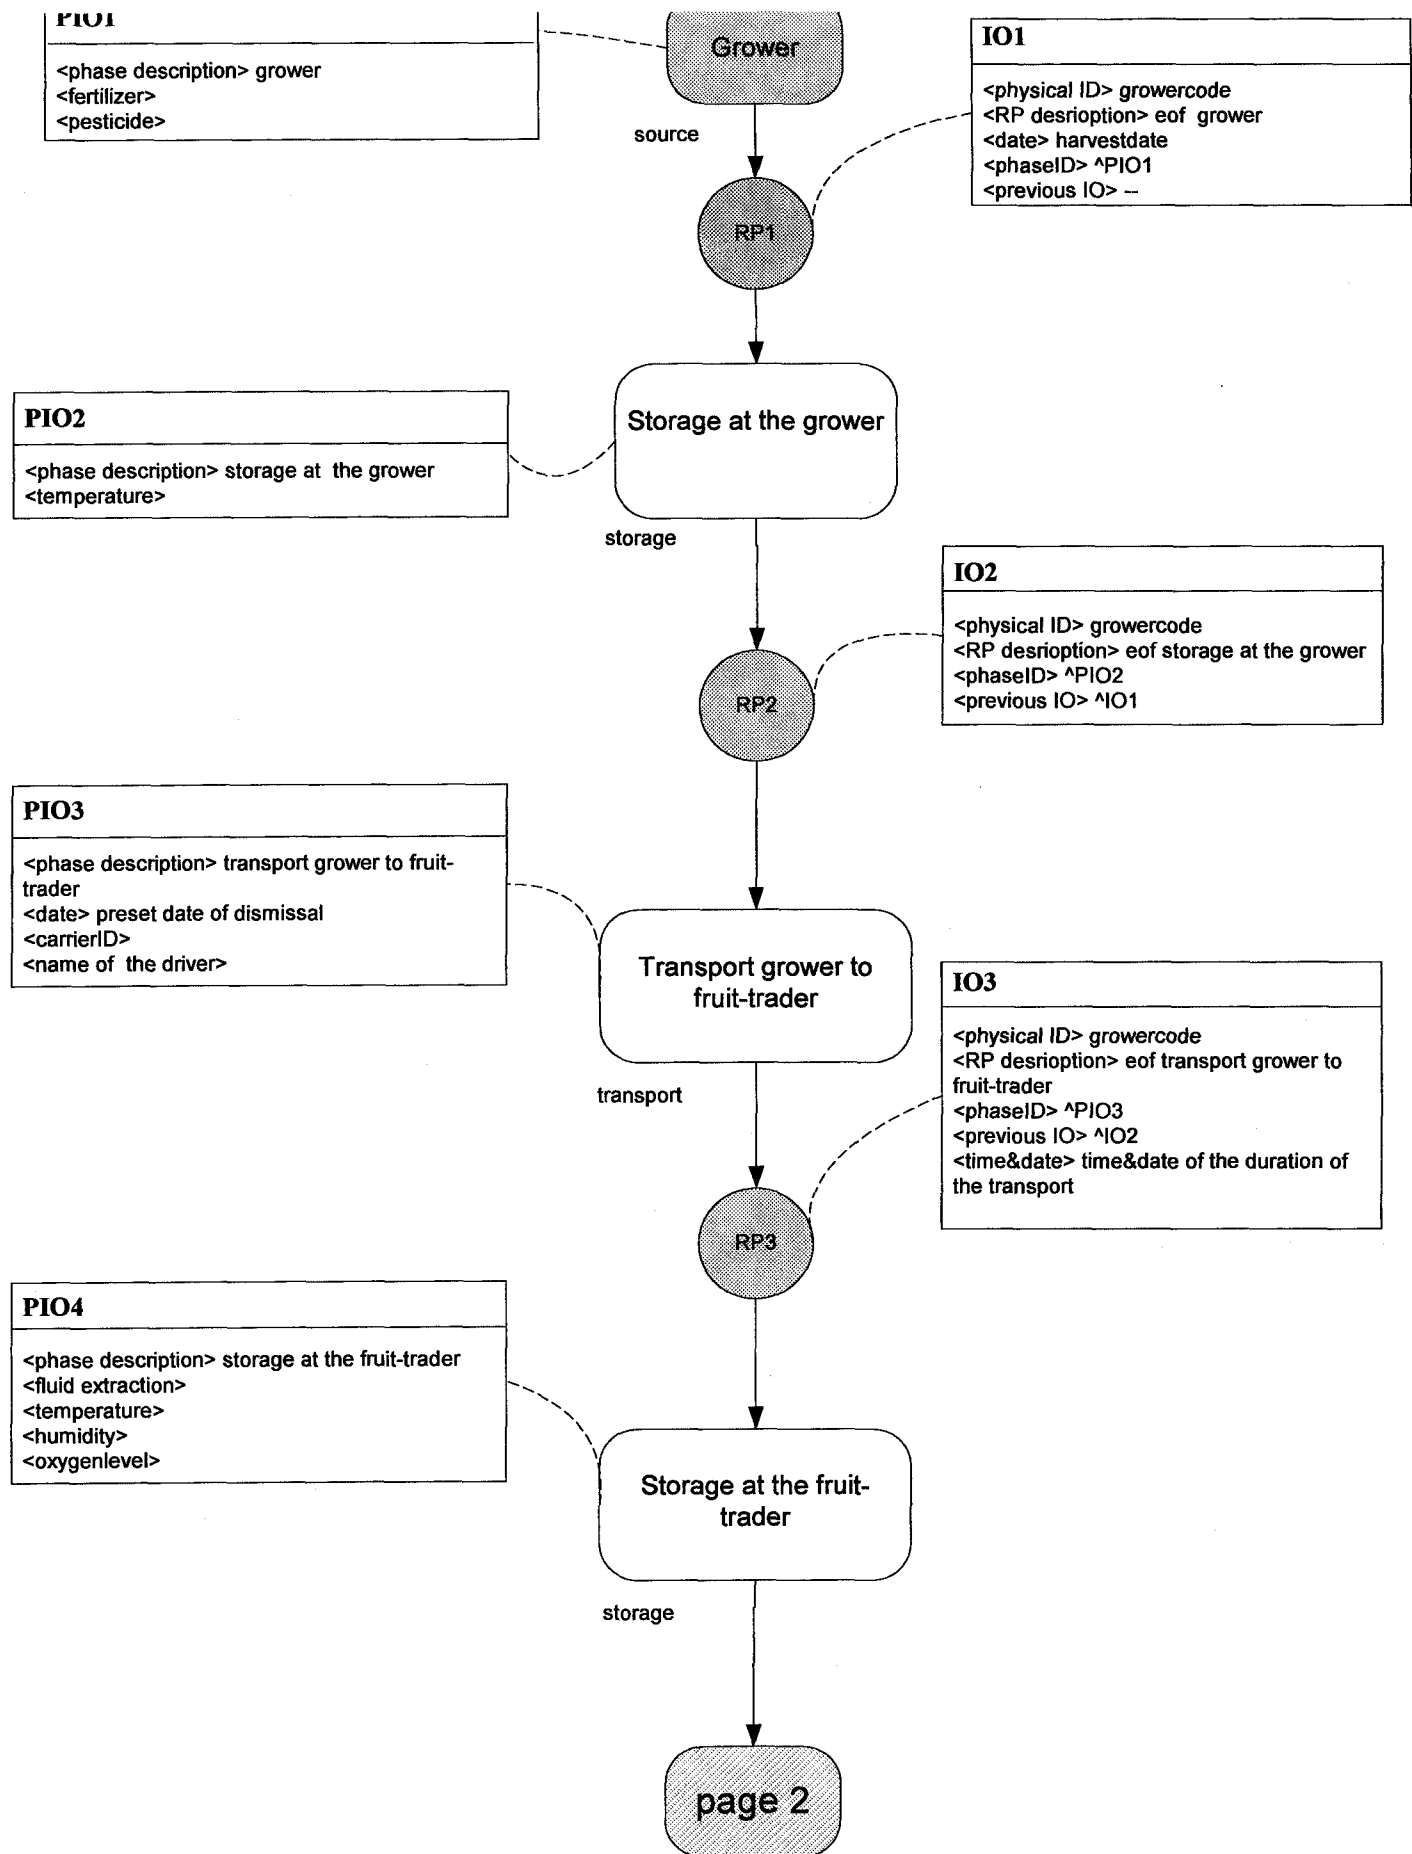 PIO1
<phase description> grower
<fertilizer>
<pesticide>
Grower
source
IO1
<physical ID> growercode
<RP desrioption> eof  grower
<date> harvestdate
<phaseID> ^PIO1
<previous IO> --
RP1
Storage at the grower
PIO2
<phase description> storage at  the grower
<temperature>
storage
IO2
<physical ID> growercode
<RP desrioption> eof storage at the grower
<phaseID> ^PIO2
<previous IO> ^IO1
RP2
PIO3
<phase description> transport grower to fruit-
trader
<date> preset date of dismissal
<carrierID>
<name of  the driver>
Transport grower to
fruit-trader
transport
IO3
<physical ID> growercode
<RP desrioption> eof transport grower to
fruit-trader
<phaseID> ^PIO3
<previous IO> ^IO2
<time&date> time&date of the duration of
the transport
RP3
PIO4
<phase description> storage at the fruit-trader
<fluid extraction>
<temperature>
<humidity>
<oxygenlevel>
Storage at the fruit-
trader
storage
page 2